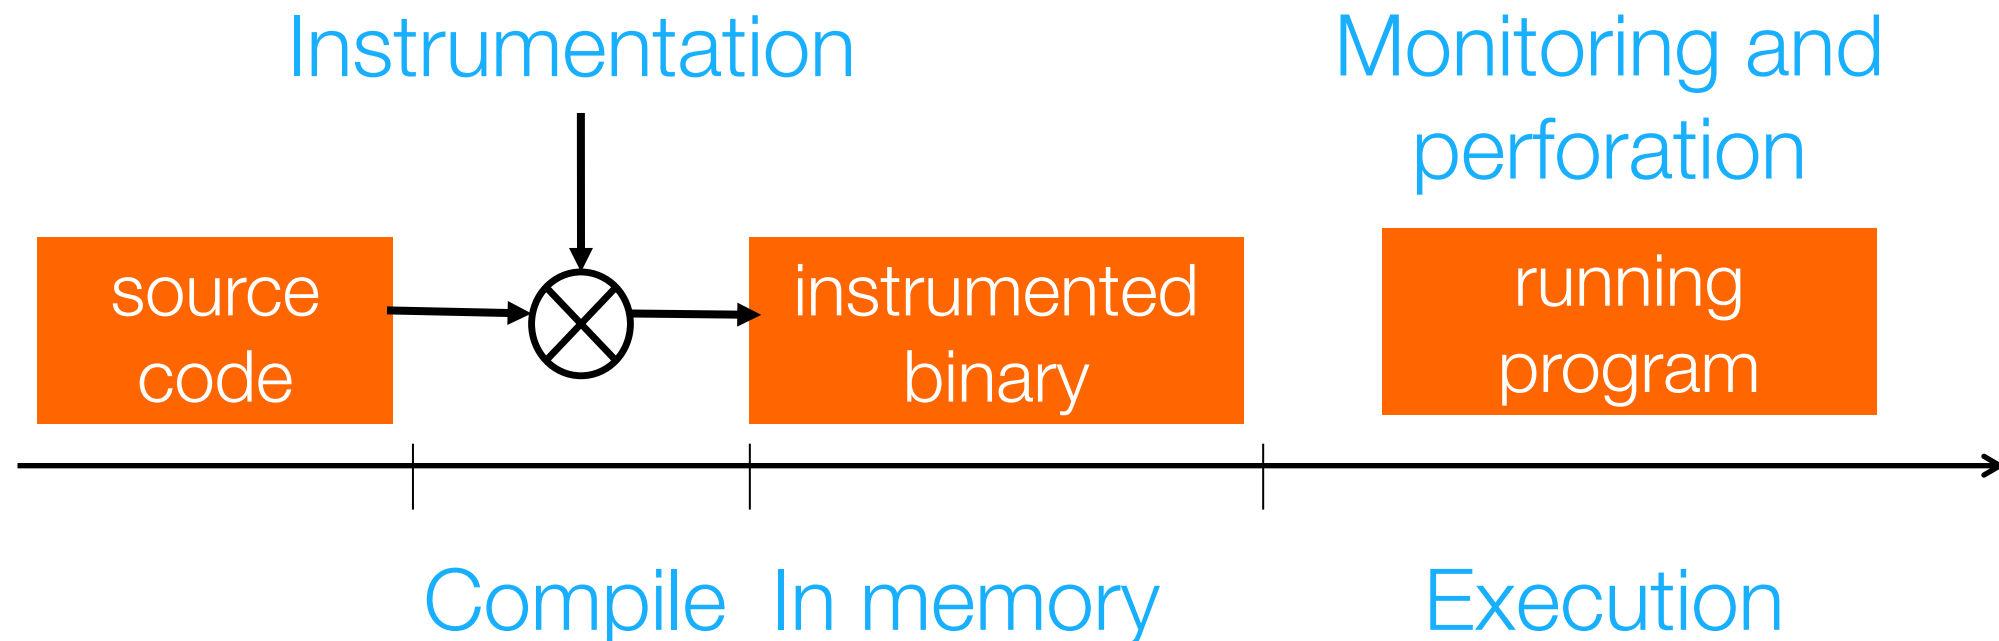 Instrumentation
Monitoring and
perforation
source
code
instrumented
binary
running
program
Compile
In memory
Execution